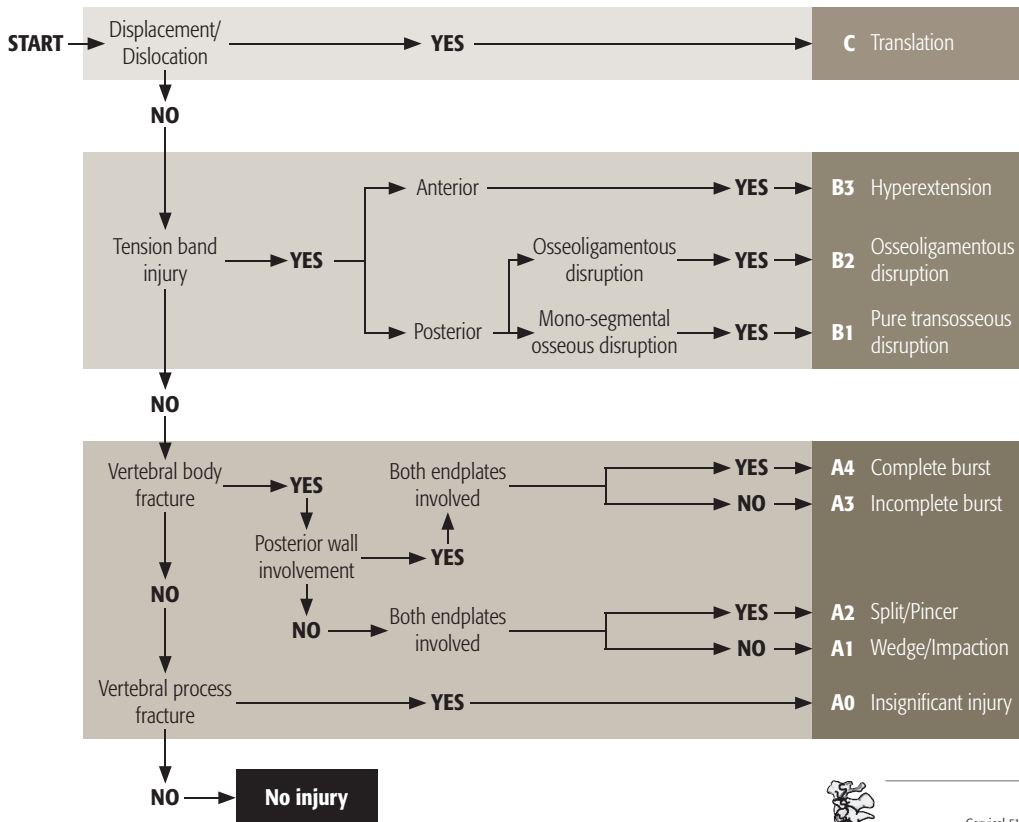 START
Displacement/
Dislocation
YES
C Translation
NO
Tension band
injury
YES
Anterior
YES
B3 Hyperextension
Posterior
Osseoligamentous
disruption
YES
B2 Osseoligamentous
disruption
Mono-segmental
osseous disruption
YES
B1 Pure transosseous
disruption
NO
Vertebral body
fracture
YES
Posterior wall
involvement
YES
Both endplates
involved
YES
A4 Complete burst
NO
A3 Incomplete burst
NO
Both endplates
involved
YES
A2 Split/Pincer
NO
A1 Wedge/Impaction
NO
Vertebral process
fracture
YES
A0 Insignificant injury
NO
No injury
Cervical